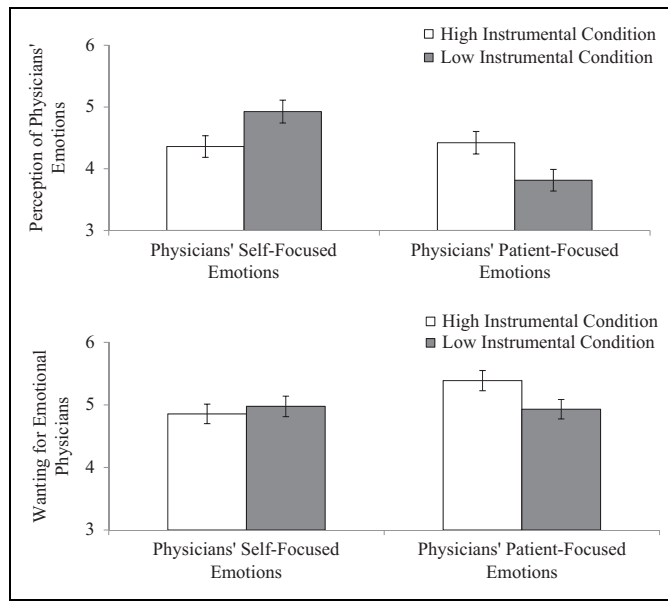 High Instrumental Condition
Low Instrumental Condition
Perception of Physicians'
Emotions
6
5
4
3
Physicians' Self-Focused
Emotions
Physicians' Patient-Focused
Emotions
High Instrumental Condition
Low Instrumental Condition
Wanting for Emotional
Physicians
6
5
4
3
Physicians' Self-Focused
Emotions
Physicians' Patient-Focused
Emotions